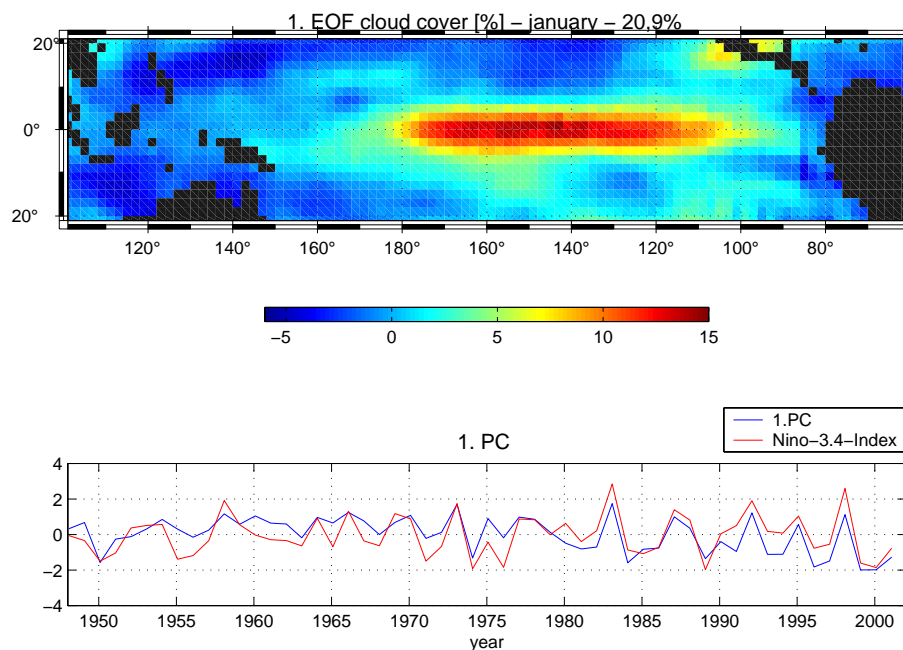 1. EOF cloud cover [%] – january – 20.9%
20°
0°
20°
120° 140° 160° 180° 160° 140° 120° 100° 80°
–5 0 5 10 15
1.PC
Nino–3.4–Index
1. PC
4
2
0
–2
–4
1950 1955 1960 1965 1970 1975 1980 1985 1990 1995 2000
year